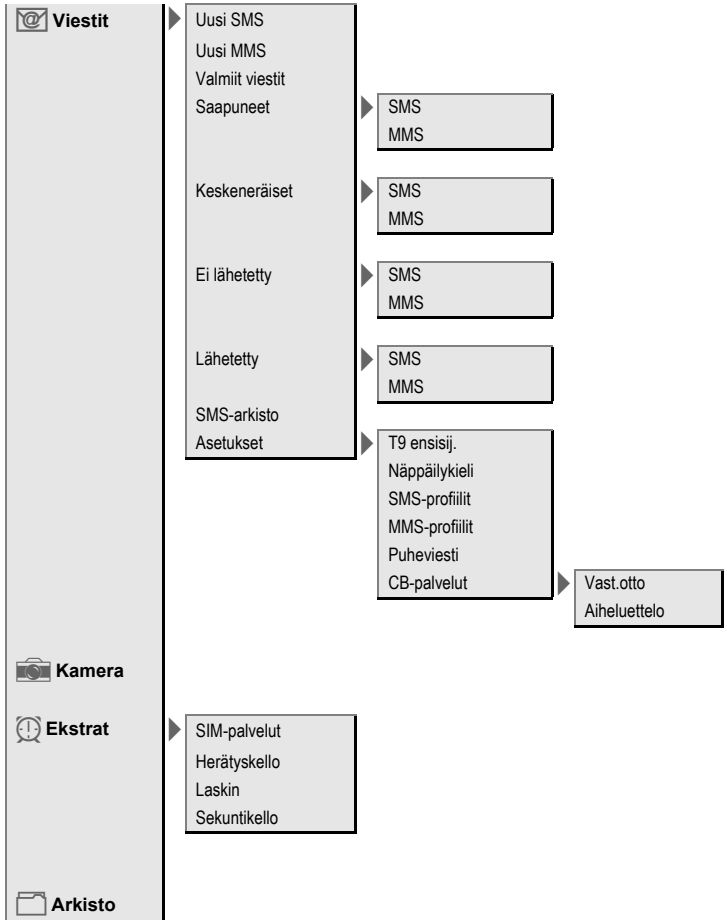 Viestit
Uusi SMS
Uusi MMS
Valmiit viestit
Saapuneet
SMS
MMS
Keskeneräiset
SMS
MMS
Ei lähetetty
SMS
MMS
Lähetetty
SMS
MMS
SMS-arkisto
Asetukset
T9 ensisij.
Näppäilykieli
SMS-profiilit
MMS-profiilit
Puheviesti
CB-palvelut
Vast.otto
Aiheluettelo
Kamera
Ekstrat
SIM-palvelut
Herätyskello
Laskin
Sekuntikello
Arkisto